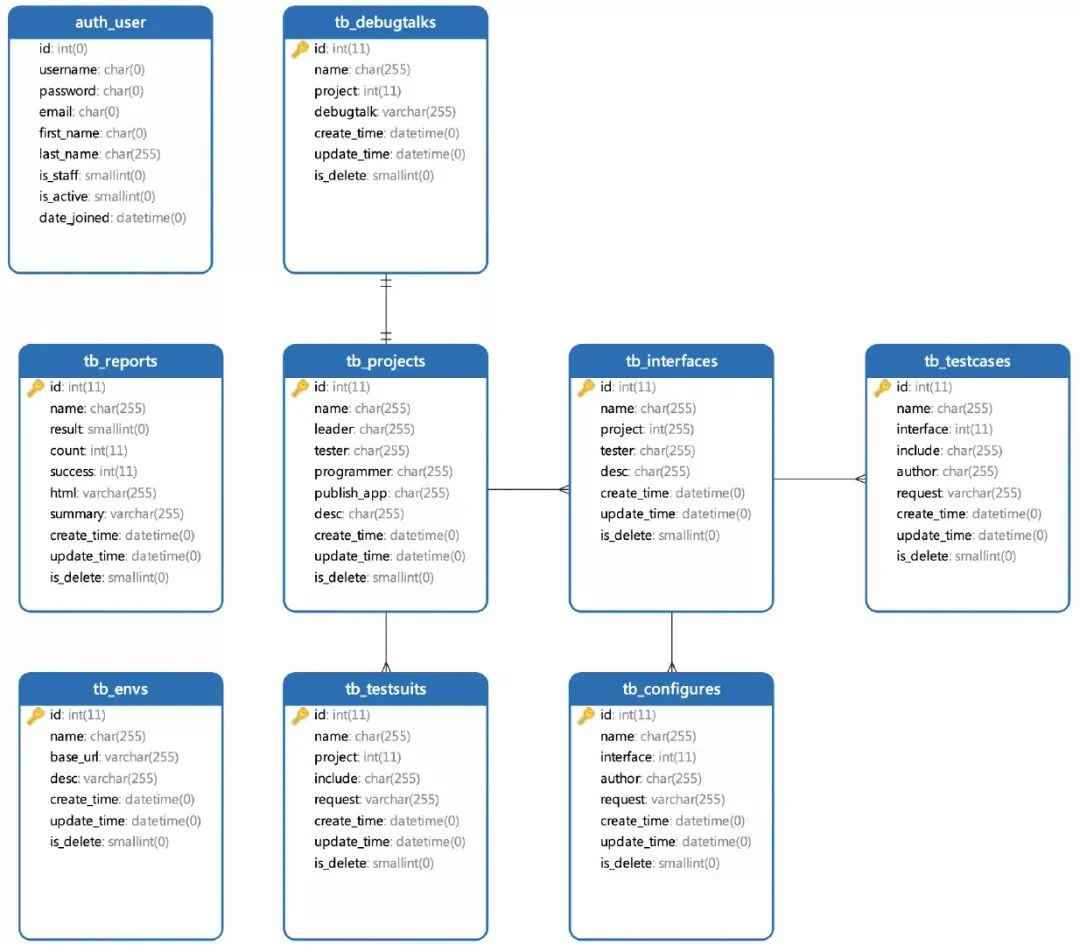 auth_user
id: int(0)
username: char(0)
password: char(0)
email: char(0)
first_name: char(0)
last_name: char(255)
is_staff: smallint(0)
is_active: smallint(0)
date_joined: datetime(0)
tb_debugtalks
id: int(11)
name: char(255)
project: int(11)
debugtalk: varchar(255)
create_time: datetime(0)
update_time: datetime(0)
is_delete: smallint(0)
tb_reports
id: int(11)
name: char(255)
result: smallint(0)
count: int(11)
success: int(11)
html: varchar(255)
summary: varchar(255)
create_time: datetime(0)
update_time: datetime(0)
is_delete: smallint(0)
tb_projects
id: int(11)
name: char(255)
leader: char(255)
tester: char(255)
programmer: char(255)
publish_app: char(255)
desc: char(255)
create_time: datetime(0)
update_time: datetime(0)
is_delete: smallint(0)
tb_interfaces
id: int(11)
name: char(255)
project: int(255)
tester: char(255)
desc: char(255)
create_time: datetime(0)
update_time: datetime(0)
is_delete: smallint(0)
tb_testcases
id: int(11)
name: char(255)
interface: int(11)
include: char(255)
author: char(255)
request: varchar(255)
create_time: datetime(0)
update_time: datetime(0)
is_delete: smallint(0)
tb_envs
id: int(11)
name: char(255)
base_url: varchar(255)
desc: varchar(255)
create_time: datetime(0)
update_time: datetime(0)
is_delete: smallint(0)
tb_testsuits
id: int(11)
name: char(255)
project: int(11)
include: char(255)
request: varchar(255)
create_time: datetime(0)
update_time: datetime(0)
is_delete: smallint(0)
tb_configures
id: int(11)
name: char(255)
interface: int(11)
author: char(255)
request: varchar(255)
create_time: datetime(0)
update_time: datetime(0)
is_delete: smallint(0)